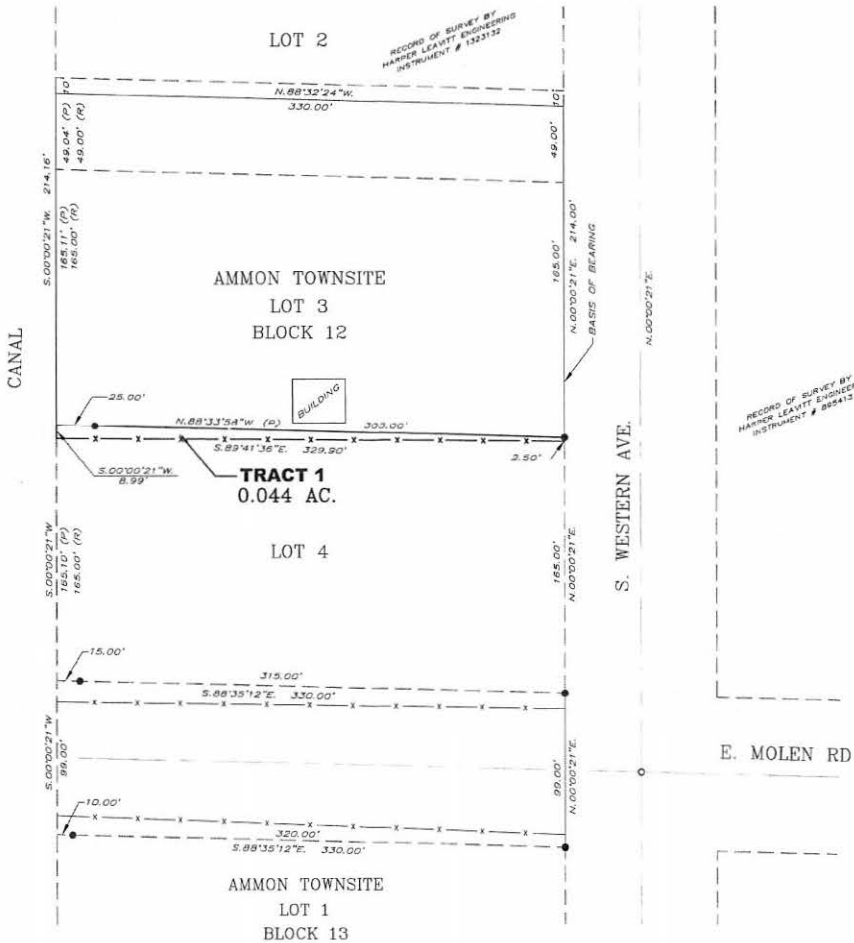 LOT 2
RECORD OF SURVEY BY
HARPER LEAVITT ENGINEERING
INSTRUMENT # 1323132
10'
N.88°32'24"W.
330.00'
10'
49.04' (P)
49.00' (R)
49.00'
S.00°00'21"W. 214.16'
165.11' (P)
165.00' (R)
AMMON TOWNSITE
LOT 3
BLOCK 12
165.00'
N.00°00'21"E. 214.00'
BASIS OF BEARING
N.00°00'21"E.
CANAL
RECORD OF SURVEY BY
HARPER LEAVITT ENGINEE
INSTRUMENT # 895413
25.00'
BUILDING
N.88°33'58"W (P)
S.89°41'36"E. 329.90'
2.50'
S.00°00'21"W.
8.99'
TRACT 1
0.044 AC.
S. WESTERN AVE.
S.00°00'21"W
165.10' (P)
165.00' (R)
LOT 4
165.00'
N.00°00'21"E.
15.00'
315.00'
S.88°35'12"E. 330.00'
S.00°00'21"W
99.00'
99.00'
N.00°00'21"E.
E. MOLEN RD
10.00'
320.00'
S.88°35'12"E. 330.00'
AMMON TOWNSITE
LOT 1
BLOCK 13